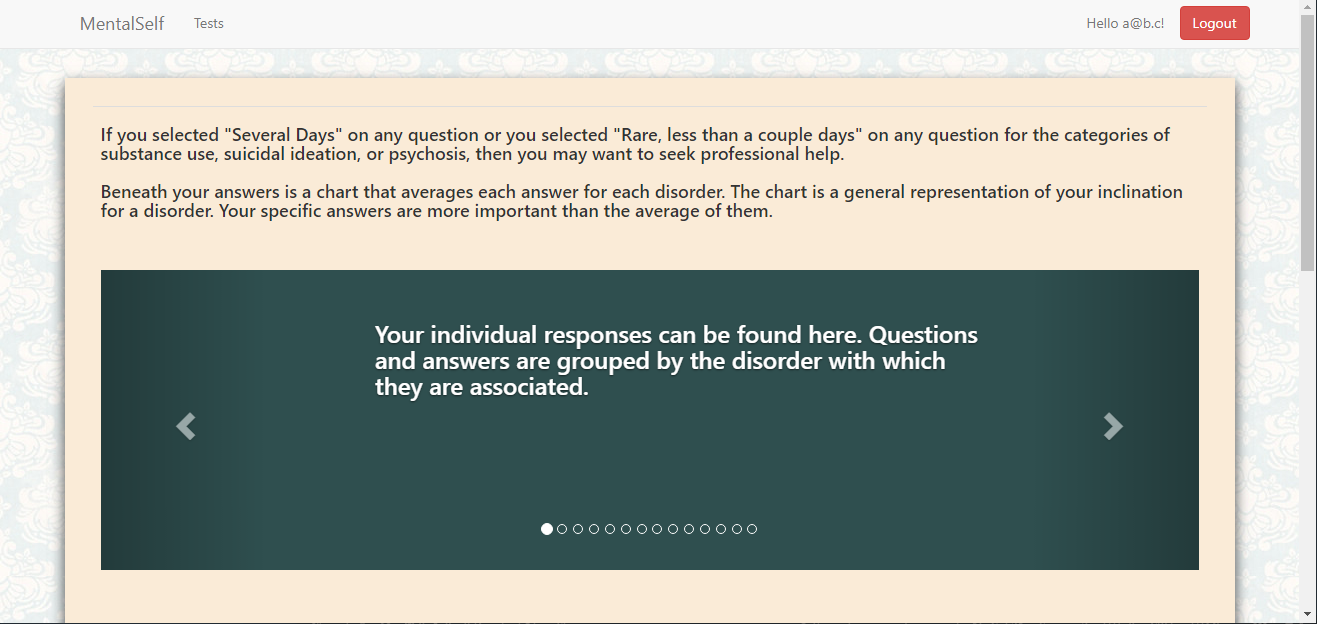 MentalSelf
Tests
Hello a@b.c!
Logout
If you selected "Several Days" on any question or you selected "Rare, less than a couple days" on any question for the categories of
substance use, suicidal ideation, or psychosis, then you may want to seek professional help.
Beneath your answers is a chart that averages each answer for each disorder. The chart is a general representation of your inclination
for a disorder. Your specific answers are more important than the average of them.
Your individual responses can be found here. Questions
and answers are grouped by the disorder with which
they are associated.